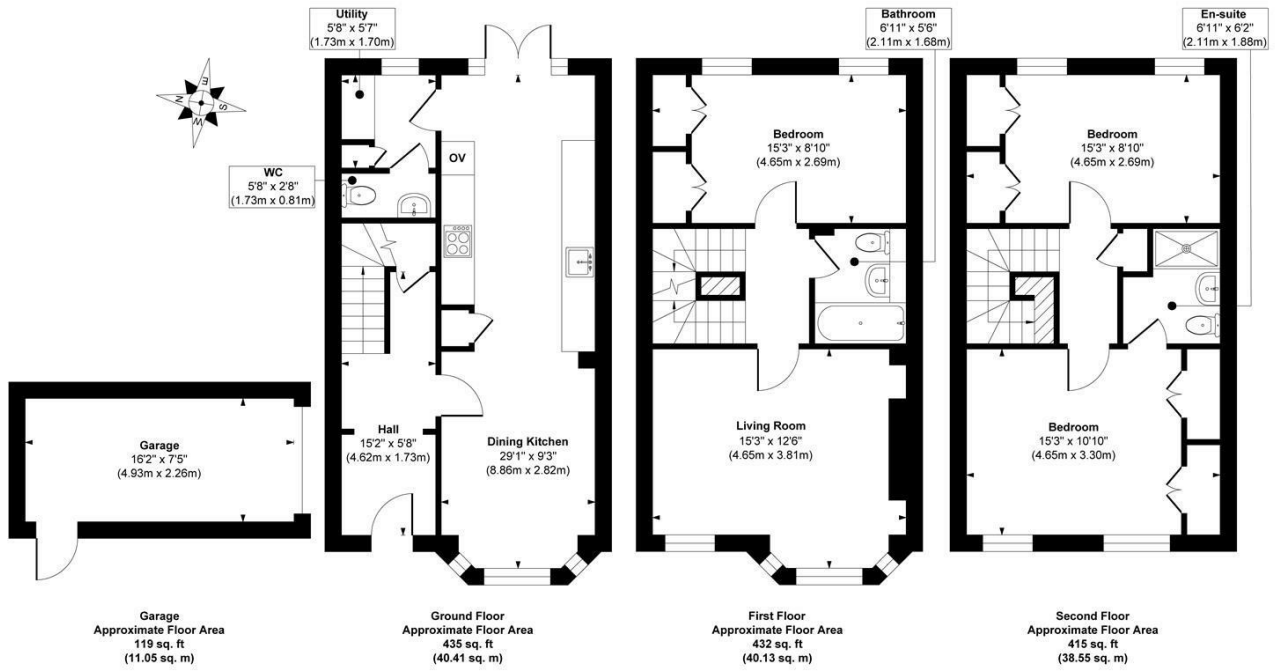 Utility
5'8" x 5'7"
(1.73m x 1.70m)
Bathroom
6'11" x 5'6"
(2.11m x 1.68m)
En-suite
6'11" x 6'2"
(2.11m x 1.88m)
E
N
S
W
WC
5'8" x 2'8"
(1.73m x 0.81m)
OV
Bedroom
15'3" x 8'10"
(4.65m x 2.69m)
Bedroom
15'3" x 8'10"
(4.65m x 2.69m)
Garage
16'2" x 7'5"
(4.93m x 2.26m)
Hall
15'2" x 5'8"
(4.62m x 1.73m)
Dining Kitchen
29'1" x 9'3"
(8.86m x 2.82m)
Living Room
15'3" x 12'6"
(4.65m x 3.81m)
Bedroom
15'3" x 10'10"
(4.65m x 3.30m)
Garage
Approximate Floor Area
119 sq. ft
(11.05 sq. m)
Ground Floor
Approximate Floor Area
435 sq. ft
(40.41 sq. m)
First Floor
Approximate Floor Area
432 sq. ft
(40.13 sq. m)
Second Floor
Approximate Floor Area
415 sq. ft
(38.55 sq. m)